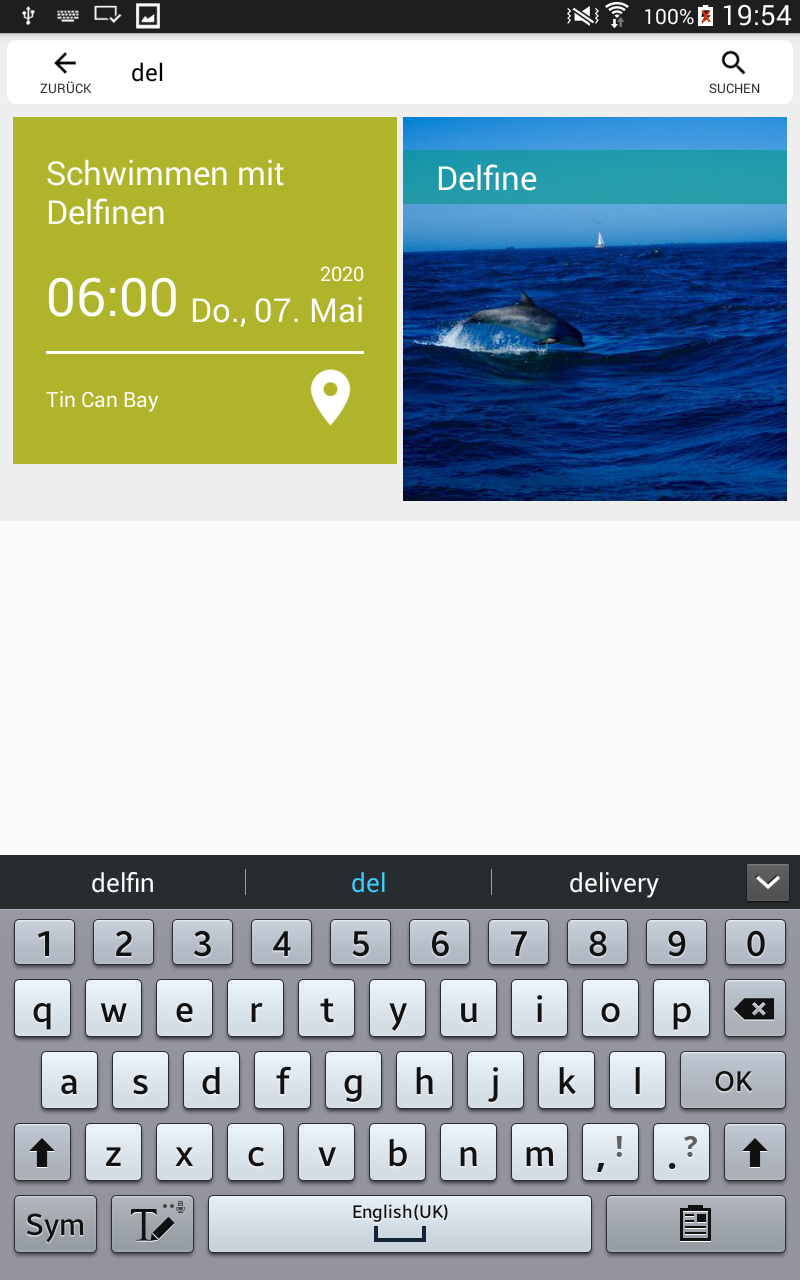 100% 19:54
ZURÜCK
del
SUCHEN
Schwimmen mit
Delfinen
2020
06:00 Do., 07. Mai
Tin Can Bay
Delfine
delfin del delivery
1 2 3 4 5 6 7 8 9 0
q w e r t y u i o p
a s d f g h j k l OK
z x c v b n m , ! . ?
Sym T English(UK)